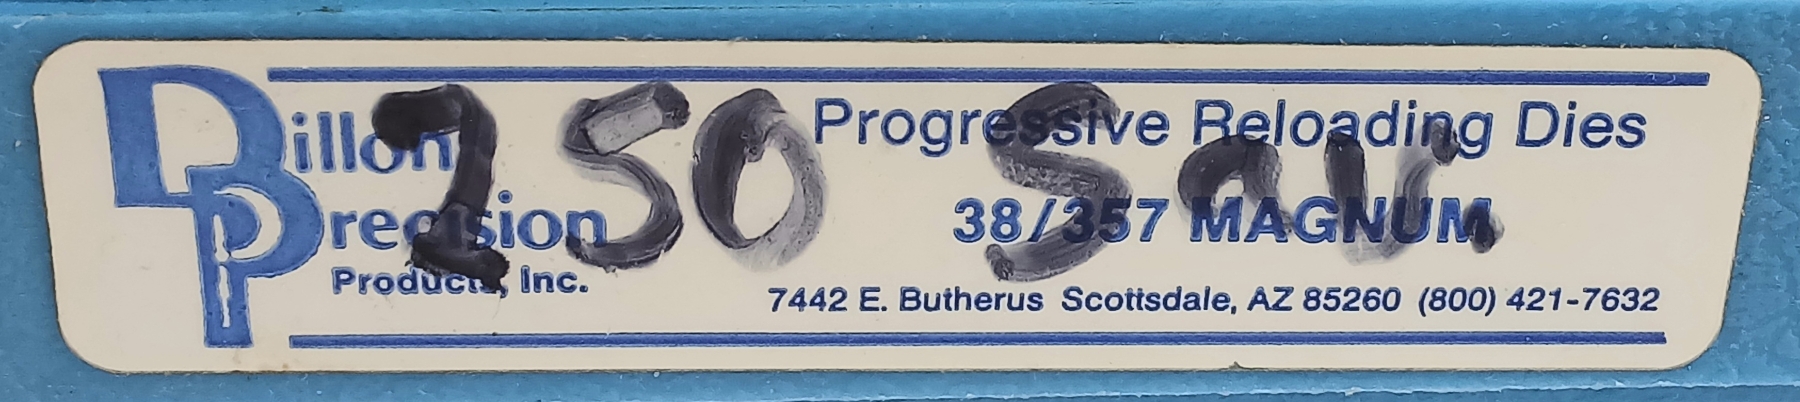 Dillon
Precision
Products, Inc.
Progressive Reloading Dies
38/357 MAGNUM
7442 E. Butherus Scottsdale, AZ 85260 (800) 421-7632
250 Sav.